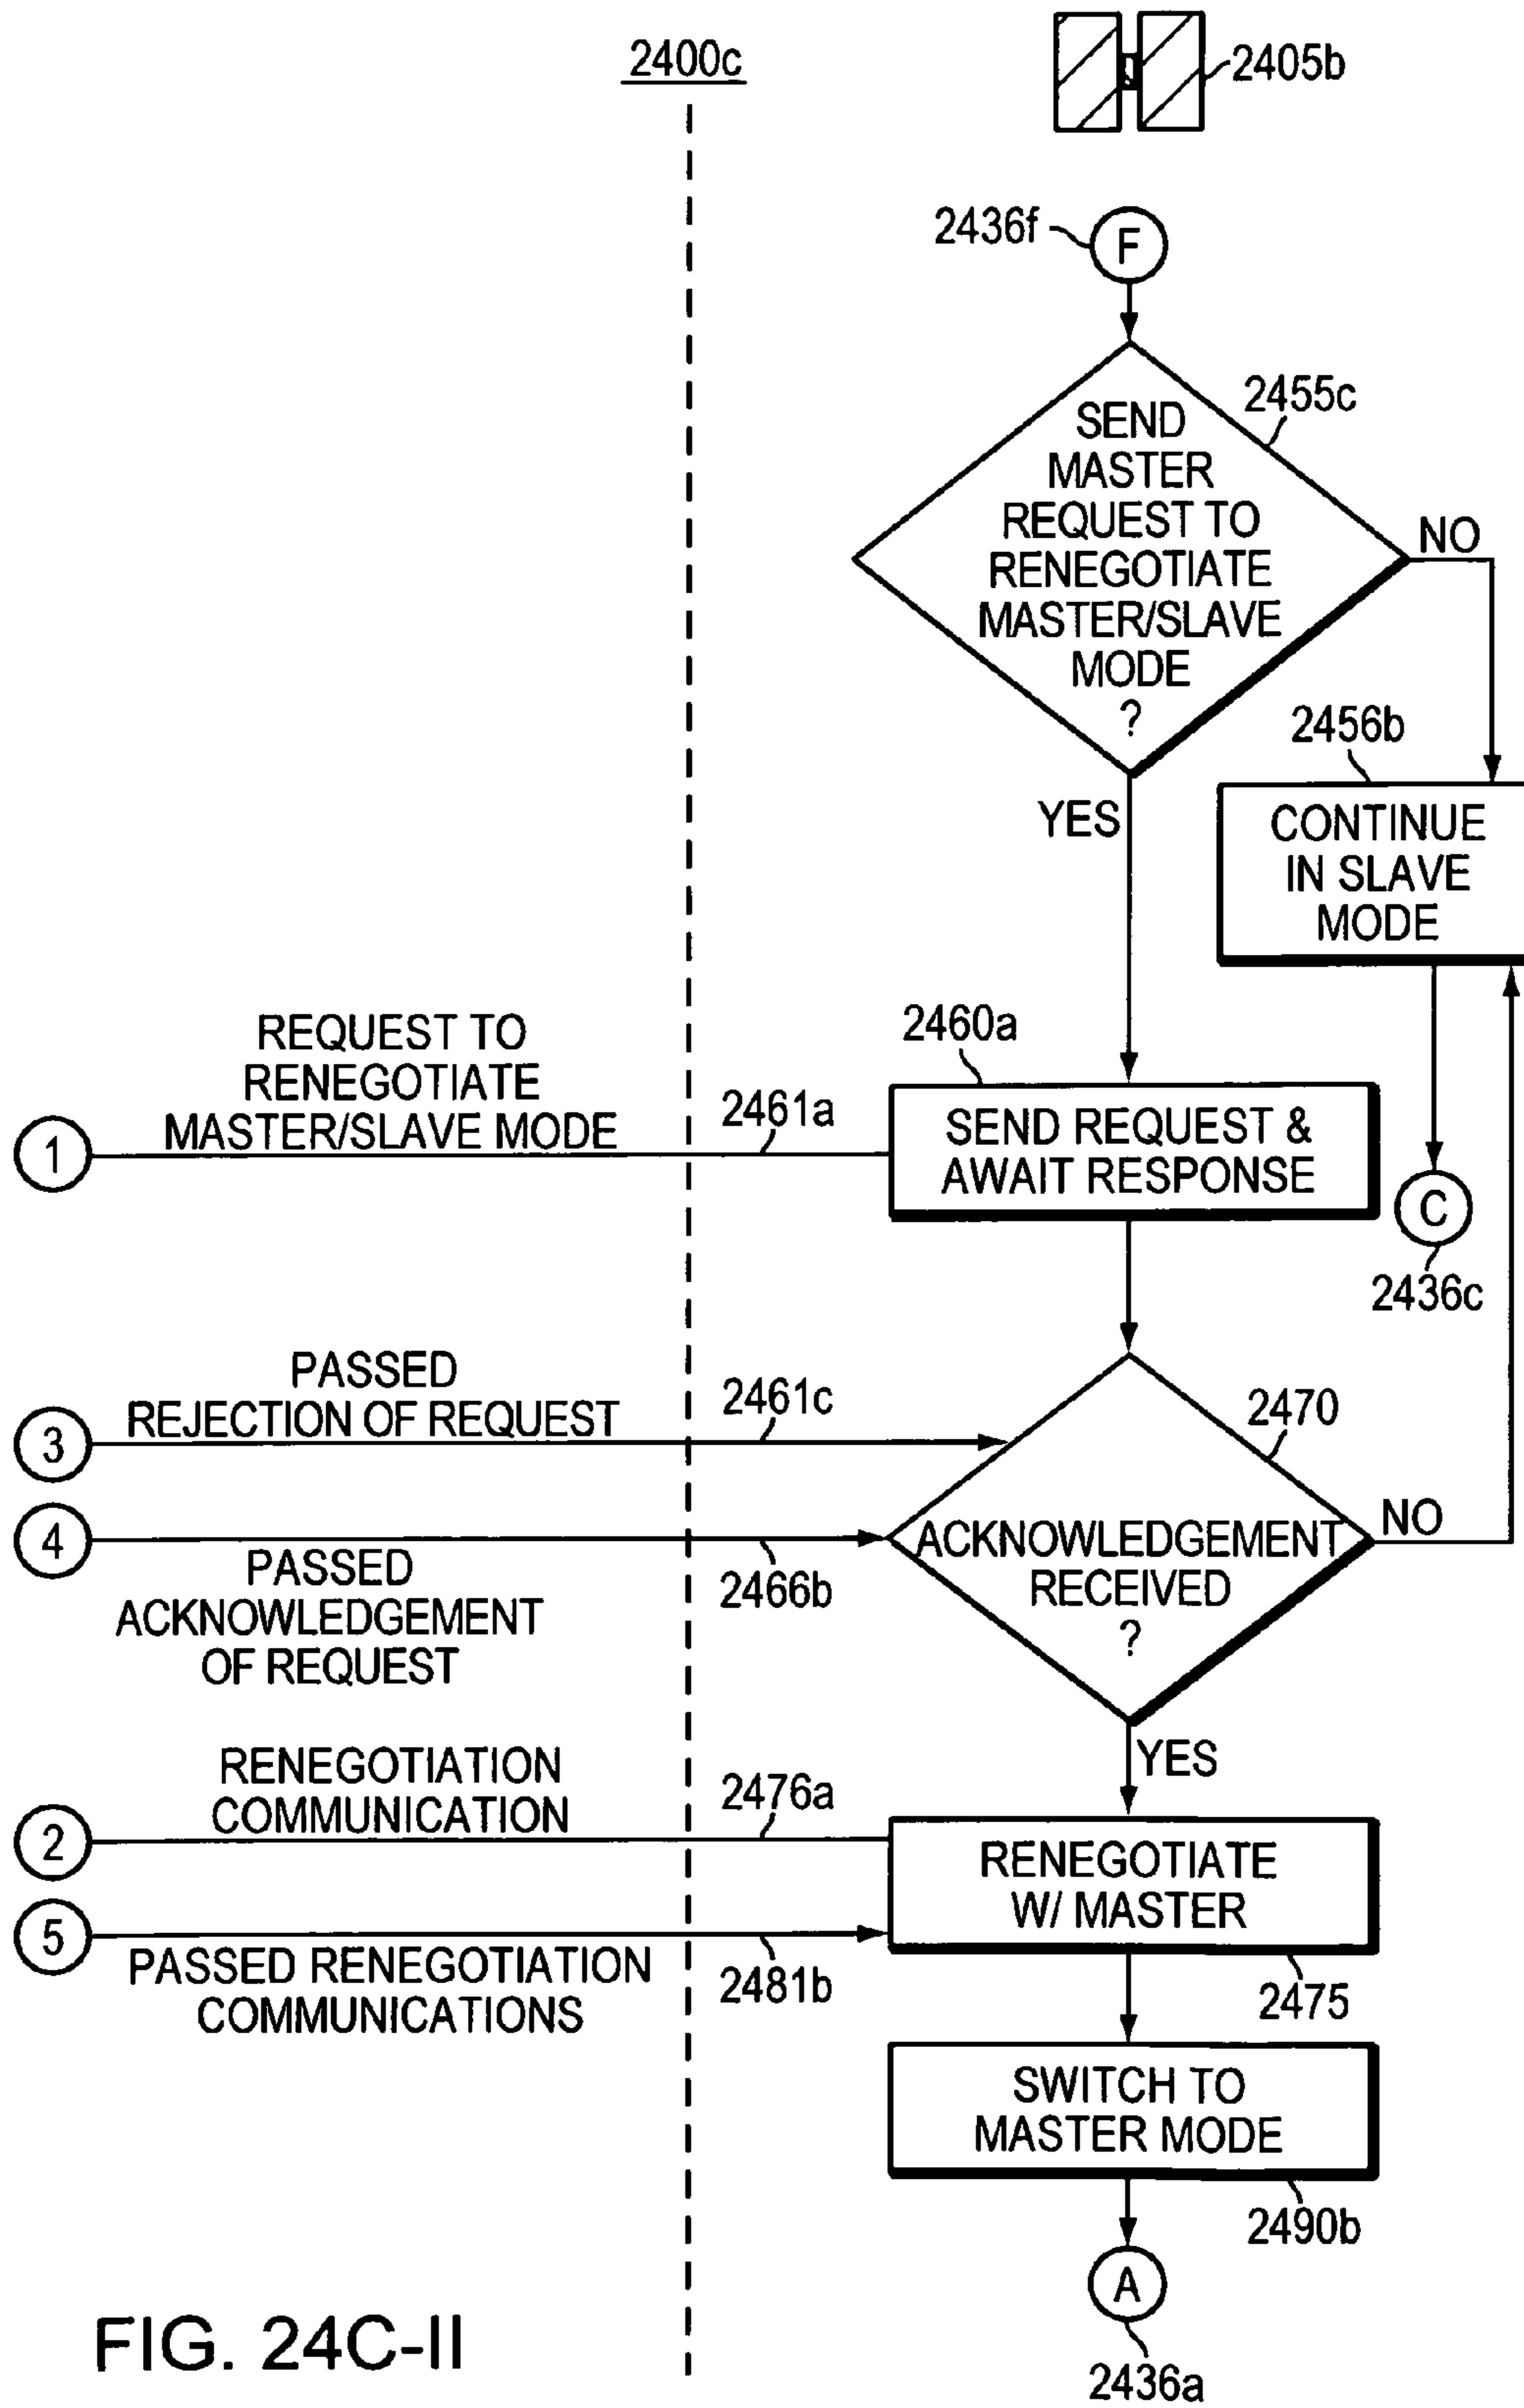 2400c
2405b
2436f
F
2455c
SEND
MASTER
REQUEST TO
RENEGOTIATE
MASTER/SLAVE
MODE
?
NO
2456b
YES
CONTINUE
IN SLAVE
MODE
2460a
REQUEST TO
RENEGOTIATE
MASTER/SLAVE MODE
2461a
1
SEND REQUEST &
AWAIT RESPONSE
C
2436c
PASSED
REJECTION OF REQUEST
2461c
2470
3
4
ACKNOWLEDGEMENT
RECEIVED
?
NO
PASSED
ACKNOWLEDGEMENT
OF REQUEST
2466b
YES
RENEGOTIATION
COMMUNICATION
2476a
2
RENEGOTIATE
W/ MASTER
5
PASSED RENEGOTIATION
COMMUNICATIONS
2481b
2475
SWITCH TO
MASTER MODE
2490b
A
2436a
FIG. 24C-II